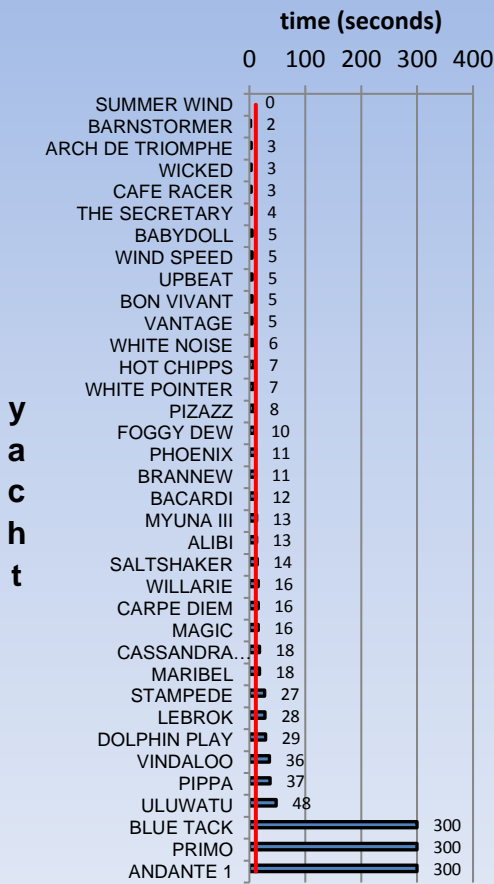 time (seconds)
0 100 200 300 400
SUMMER WIND 0
BARNSTORMER 2
ARCH DE TRIOMPHE 3
WICKED 3
CAFE RACER 3
THE SECRETARY 4
BABYDOLL 5
WIND SPEED 5
UPBEAT 5
BON VIVANT 5
VANTAGE 5
WHITE NOISE 6
HOT CHIPPS 7
WHITE POINTER 7
PIZAZZ 8
FOGGY DEW 10
PHOENIX 11
BRANNEW 11
BACARDI 12
MYUNA III 13
ALIBI 13
SALTSHAKER 14
WILLARIE 16
CARPE DIEM 16
MAGIC 16
CASSANDRA… 18
MARIBEL 18
STAMPEDE 27
LEBROK 28
DOLPHIN PLAY 29
VINDALOO 36
PIPPA 37
ULUWATU 48
BLUE TACK 300
PRIMO 300
ANDANTE 1 300
yacht